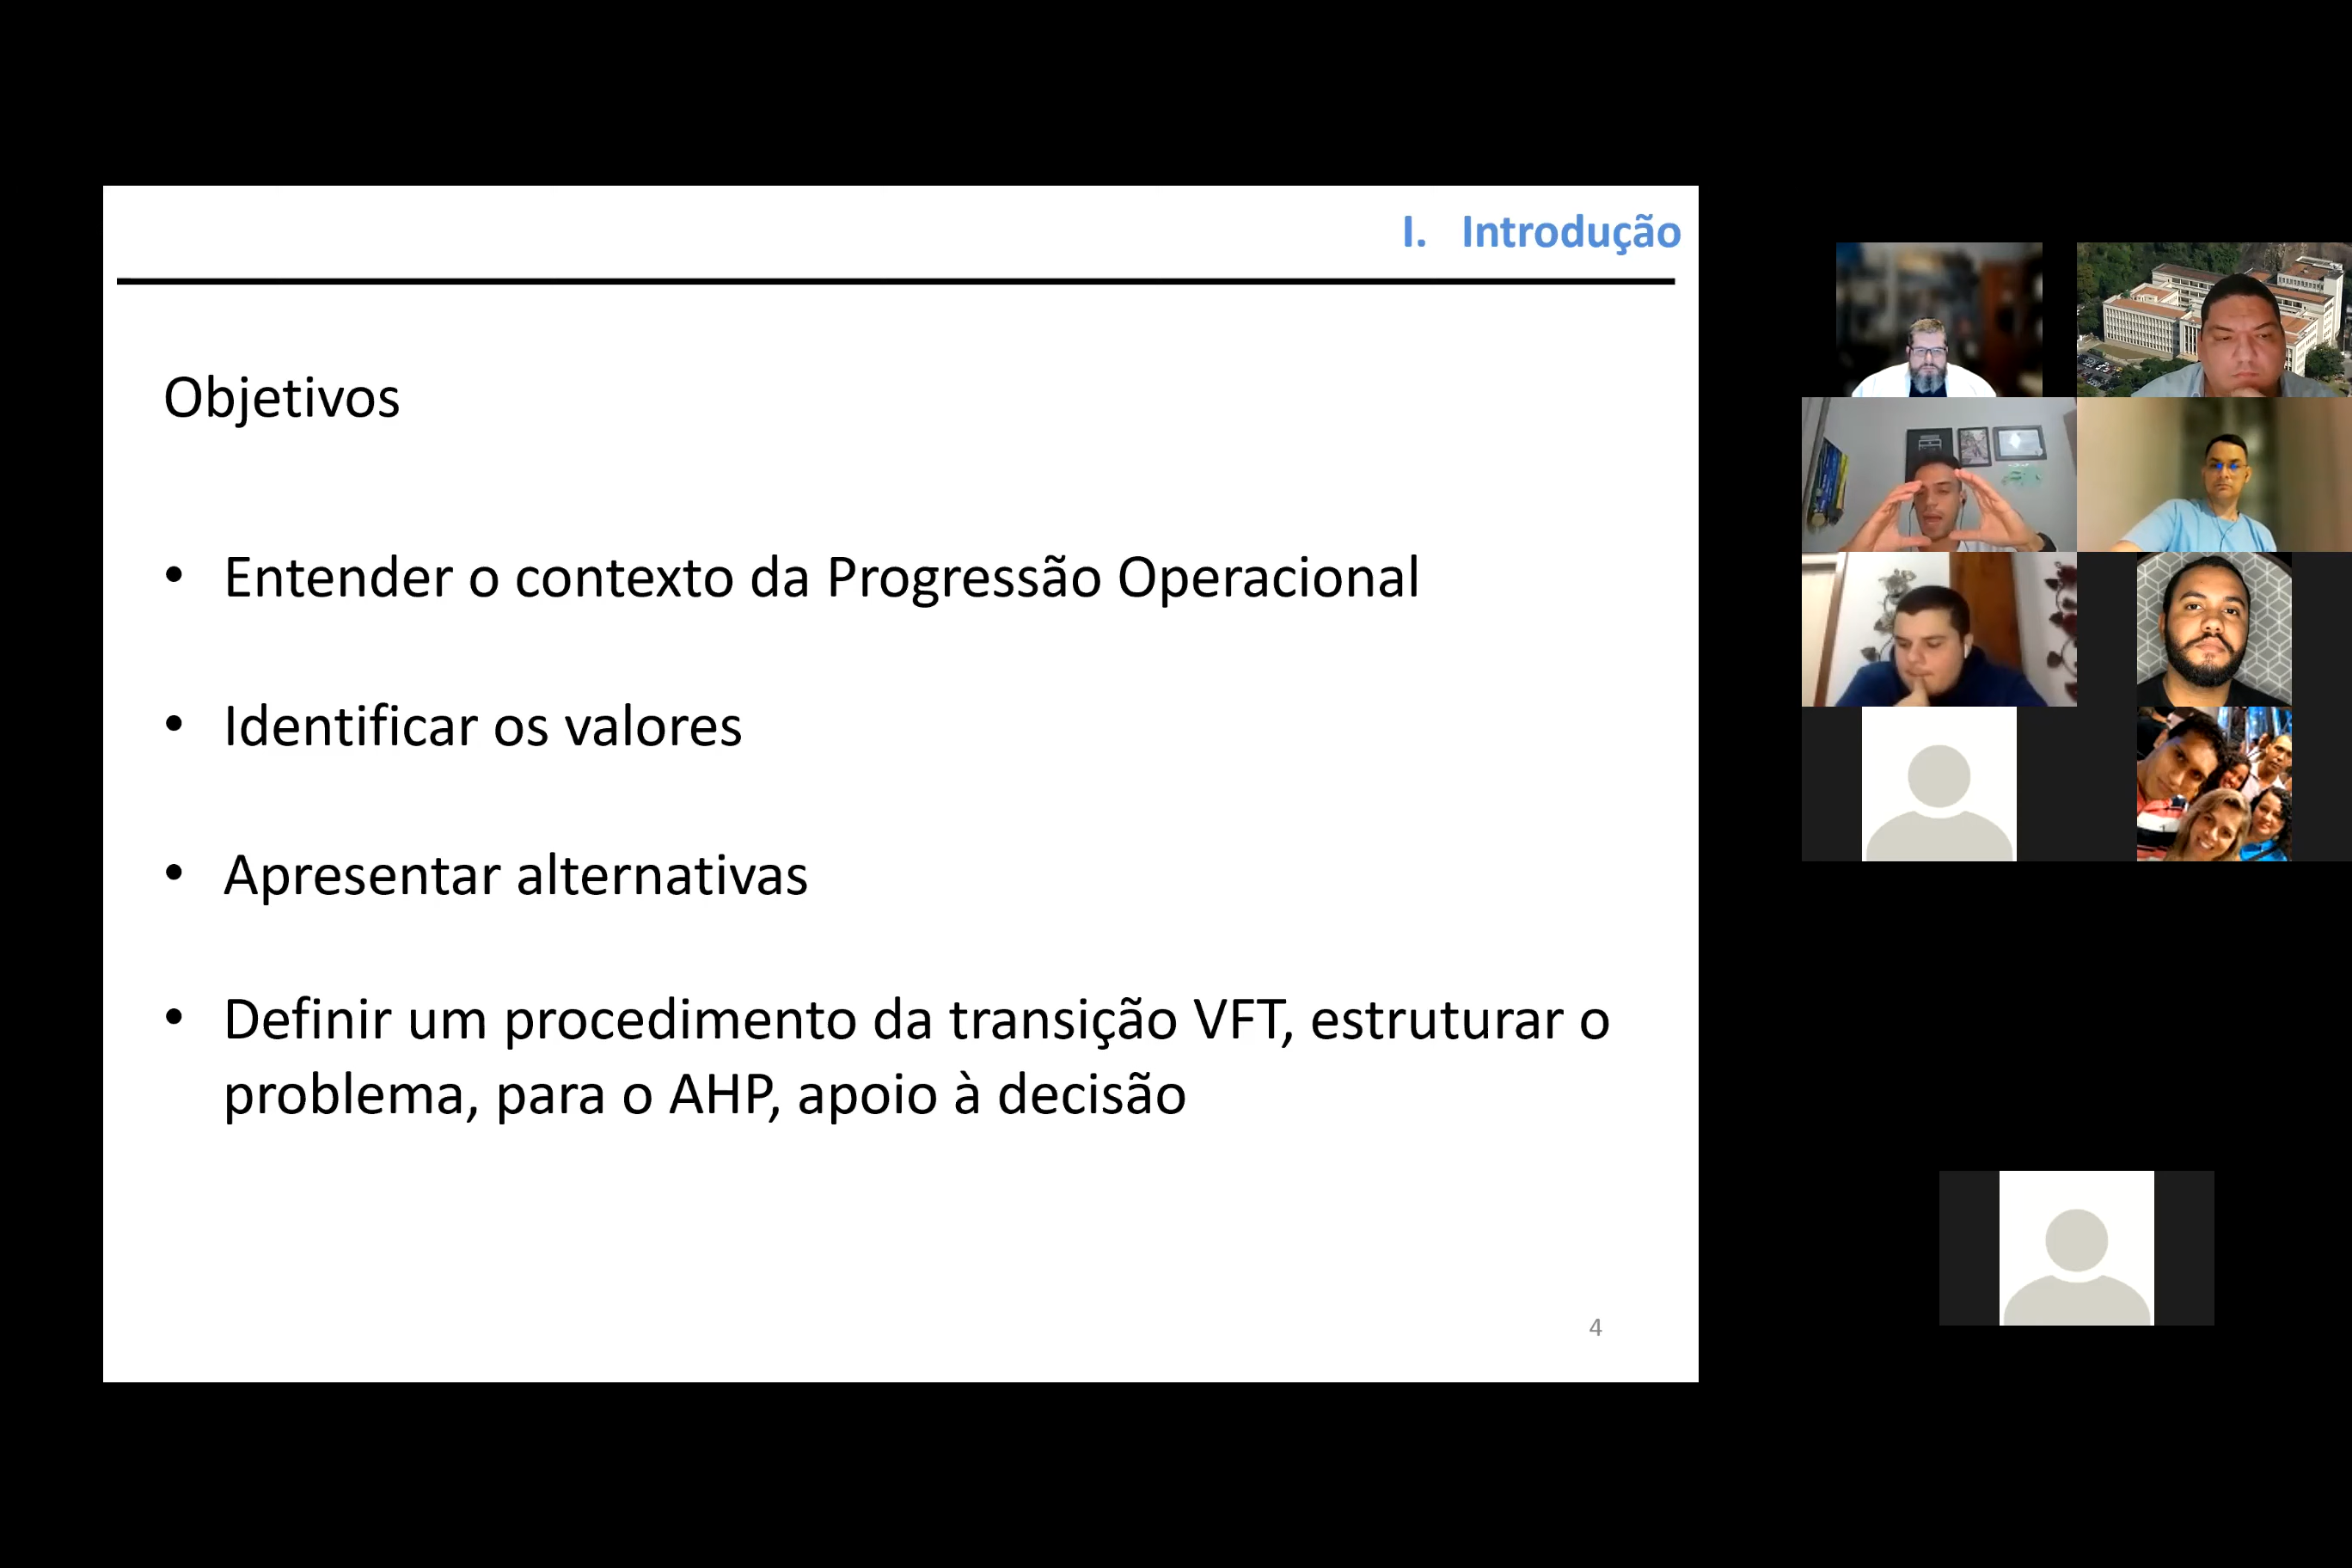 I. Introdução
Objetivos
• Entender o contexto da Progressão Operacional
• Identificar os valores
• Apresentar alternativas
• Definir um procedimento da transição VFT, estruturar o
problema, para o AHP, apoio à decisão
4